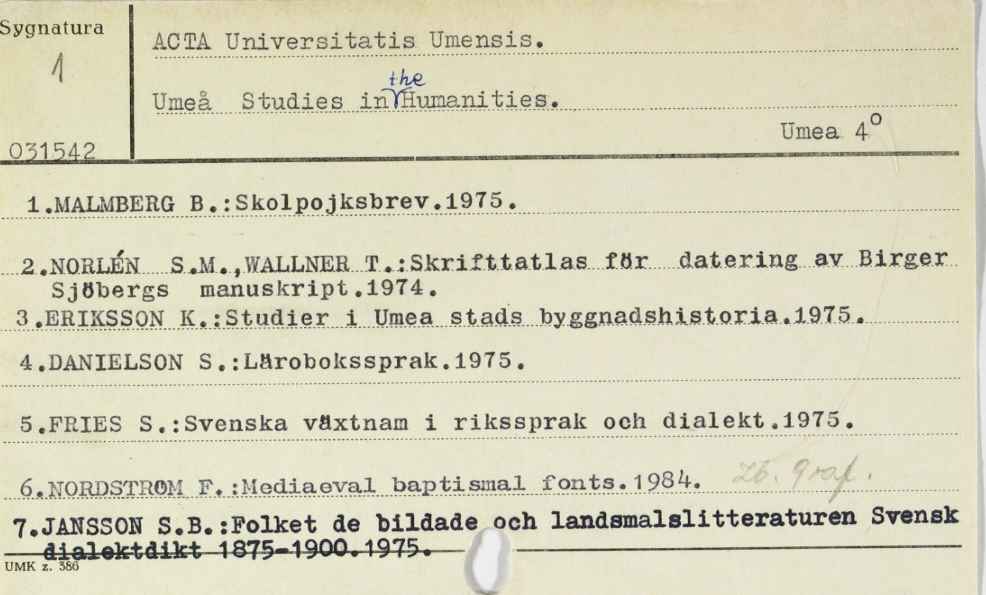 Sygnatura
1
031542
ACTA Universitatis Umensis.
the
Umeå Studies in Humanities.
Umea 4°
1.MALMBERG B.:Skolpojksbrev.1975.
2.NORLÉN S.M.,WALLNER T.:Skrifttatlas för datering av Birger
Sjöbergs manuskript.1974.
3.ERIKSSON K.:Studier i Umea stads byggnadshistoria.1975.
4.DANIELSON S.:Lärobokssprak.1975.
5.FRIES S.:Svenska växtnam i rikssprak och dialekt.1975.
6.NORDSTROM F.:Mediaeval baptismal fonts.1984. zb. graf.
7.JANSSON S.B.:Folket de bildade och landsmalslitteraturen Svensk
dialektdikt 1875-1900.1975.
UMK z. 386